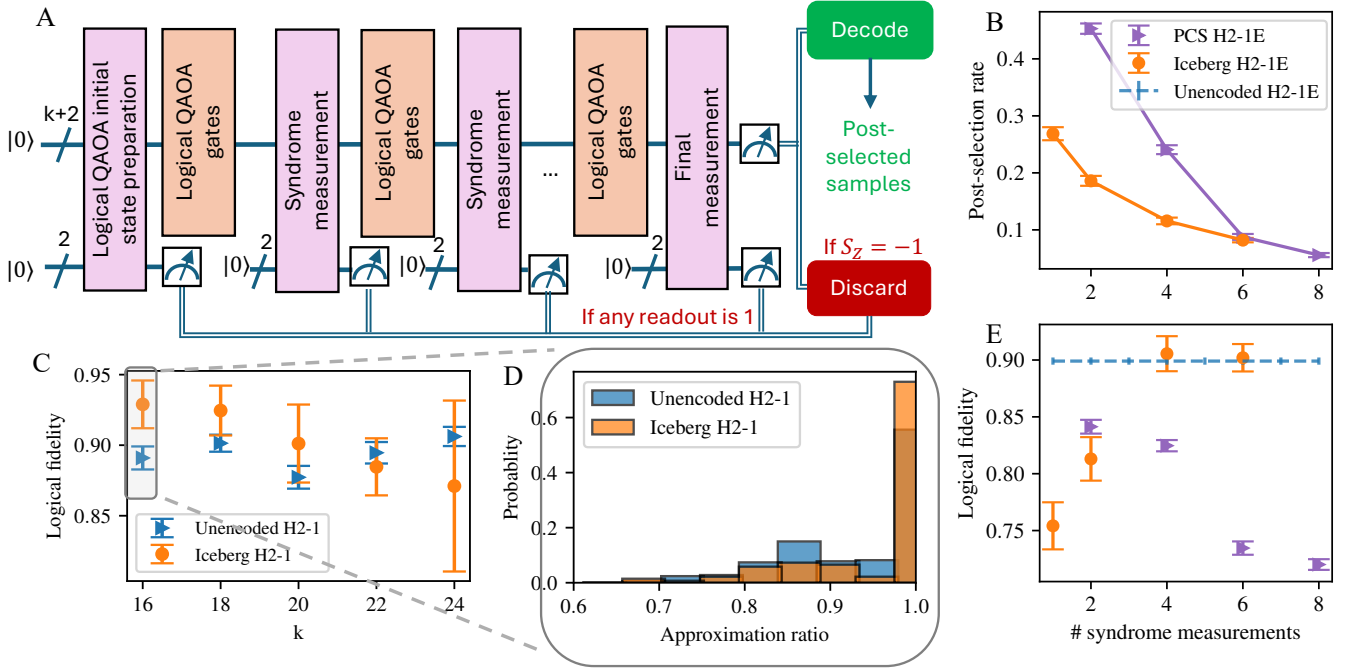 A
k+2
|0⟩
2
|0⟩
Logical QAOA initial
state preparation
Logical QAOA
gates
Syndrome
measurement
2
|0⟩
Logical QAOA
gates
Syndrome
measurement
2
|0⟩
...
Logical QAOA
gates
Final
measurement
2
|0⟩
Decode
Post-
selected
samples
If S_Z = −1
Discard
If any readout is 1
B
Post-selection rate
0.4
0.3
0.2
0.1
2
4
6
8
PCS H2-1E
Iceberg H2-1E
Unencoded H2-1E
C
Logical fidelity
0.95
0.90
0.85
16
18
20
22
24
k
Unencoded H2-1
Iceberg H2-1
D
Probablity
0.6
0.4
0.2
0.0
0.6
0.7
0.8
0.9
1.0
Approximation ratio
Unencoded H2-1
Iceberg H2-1
E
Logical fidelity
0.90
0.85
0.80
0.75
2
4
6
8
# syndrome measurements